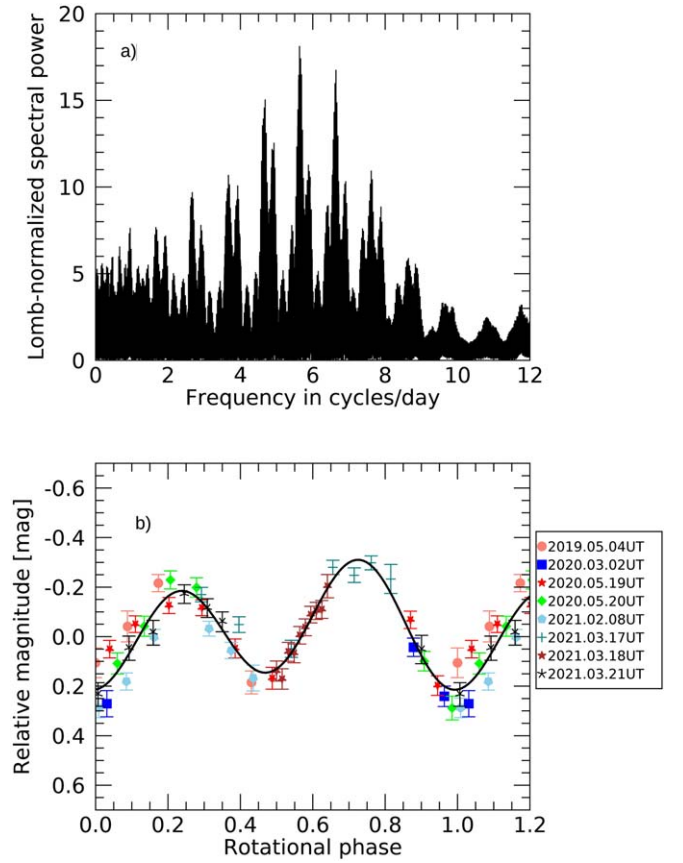 a)
Lomb-normalized spectral power
20
15
10
5
0
0 2 4 6 8 10 12
Frequency in cycles/day
b)
Relative magnitude [mag]
-0.6
-0.4
-0.2
0.0
0.2
0.4
0.6
0.0 0.2 0.4 0.6 0.8 1.0 1.2
Rotational phase
2019.05.04UT
2020.03.02UT
2020.05.19UT
2020.05.20UT
2021.02.08UT
2021.03.17UT
2021.03.18UT
2021.03.21UT